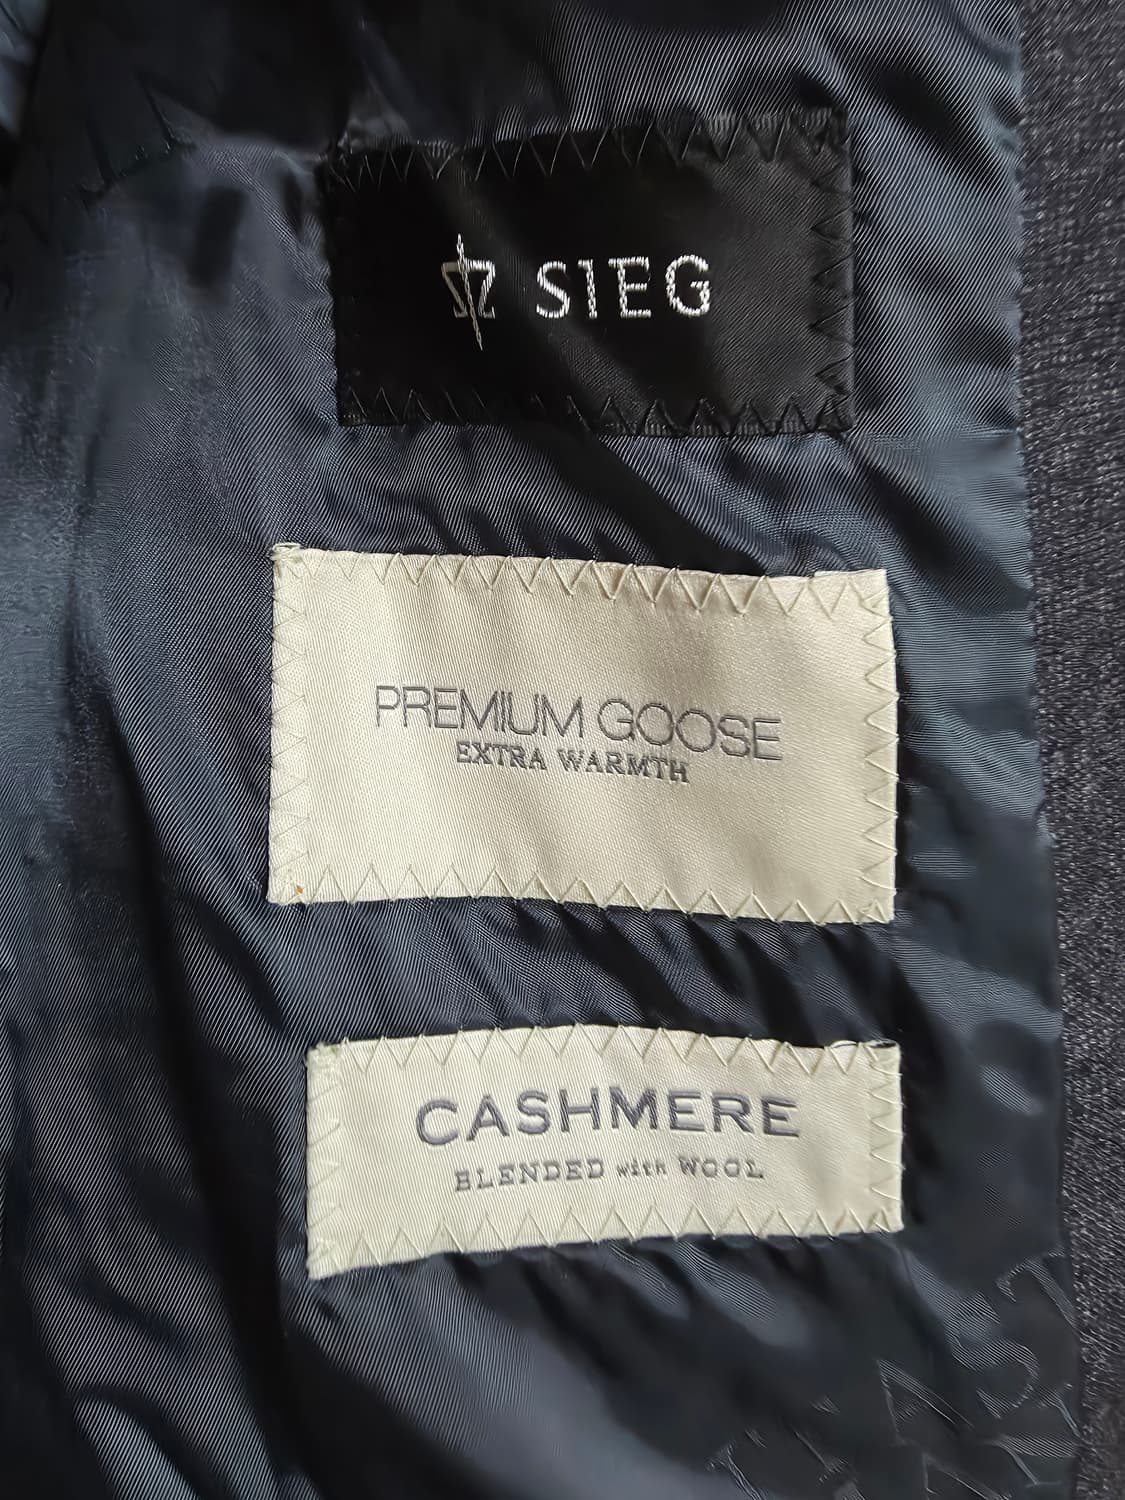 SIEG
PREMIUM GOOSE
EXTRA WARMTH
CASHMERE
BLENDED with WOOL